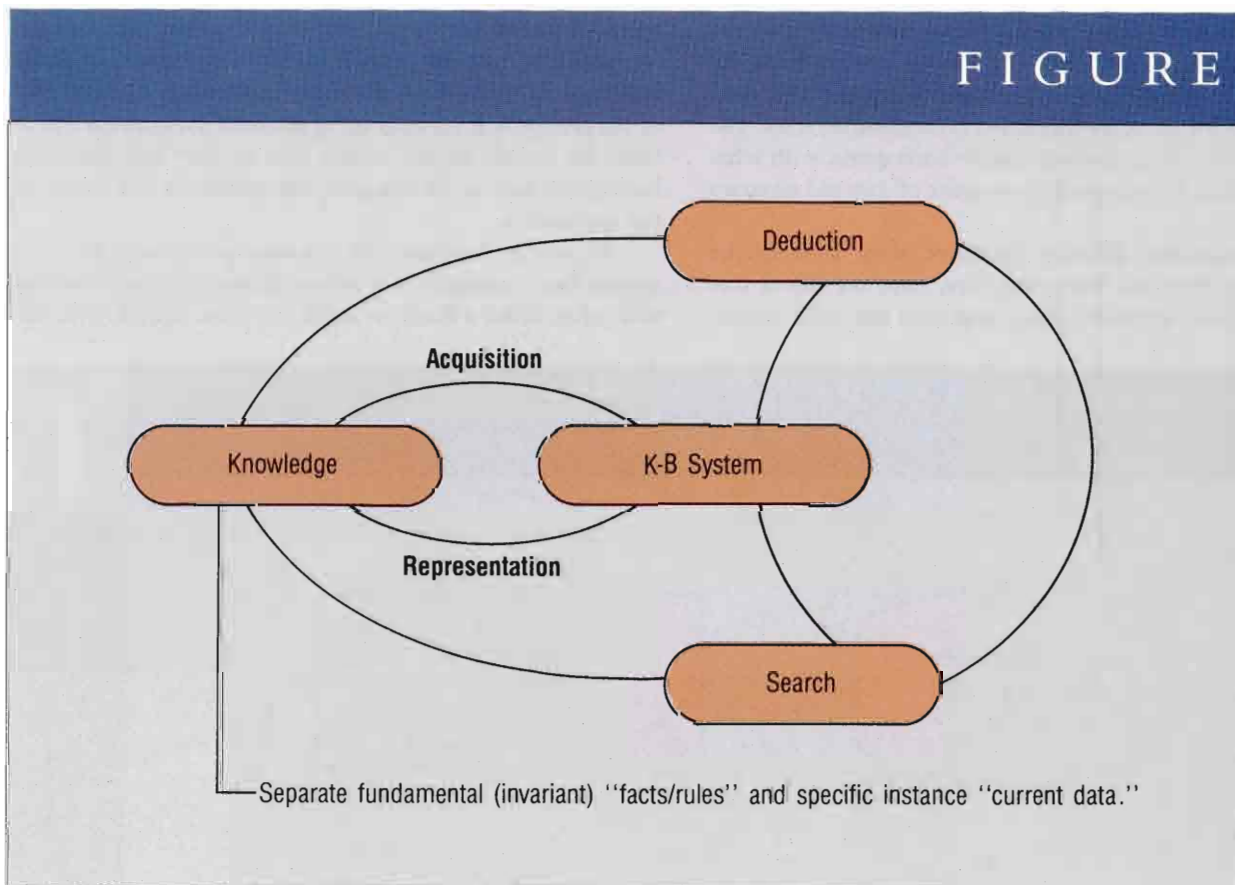 FIGURE
Deduction
Acquisition
Knowledge
K-B System
Representation
Search
Separate fundamental (invariant) "facts/rules" and specific instance "current data."